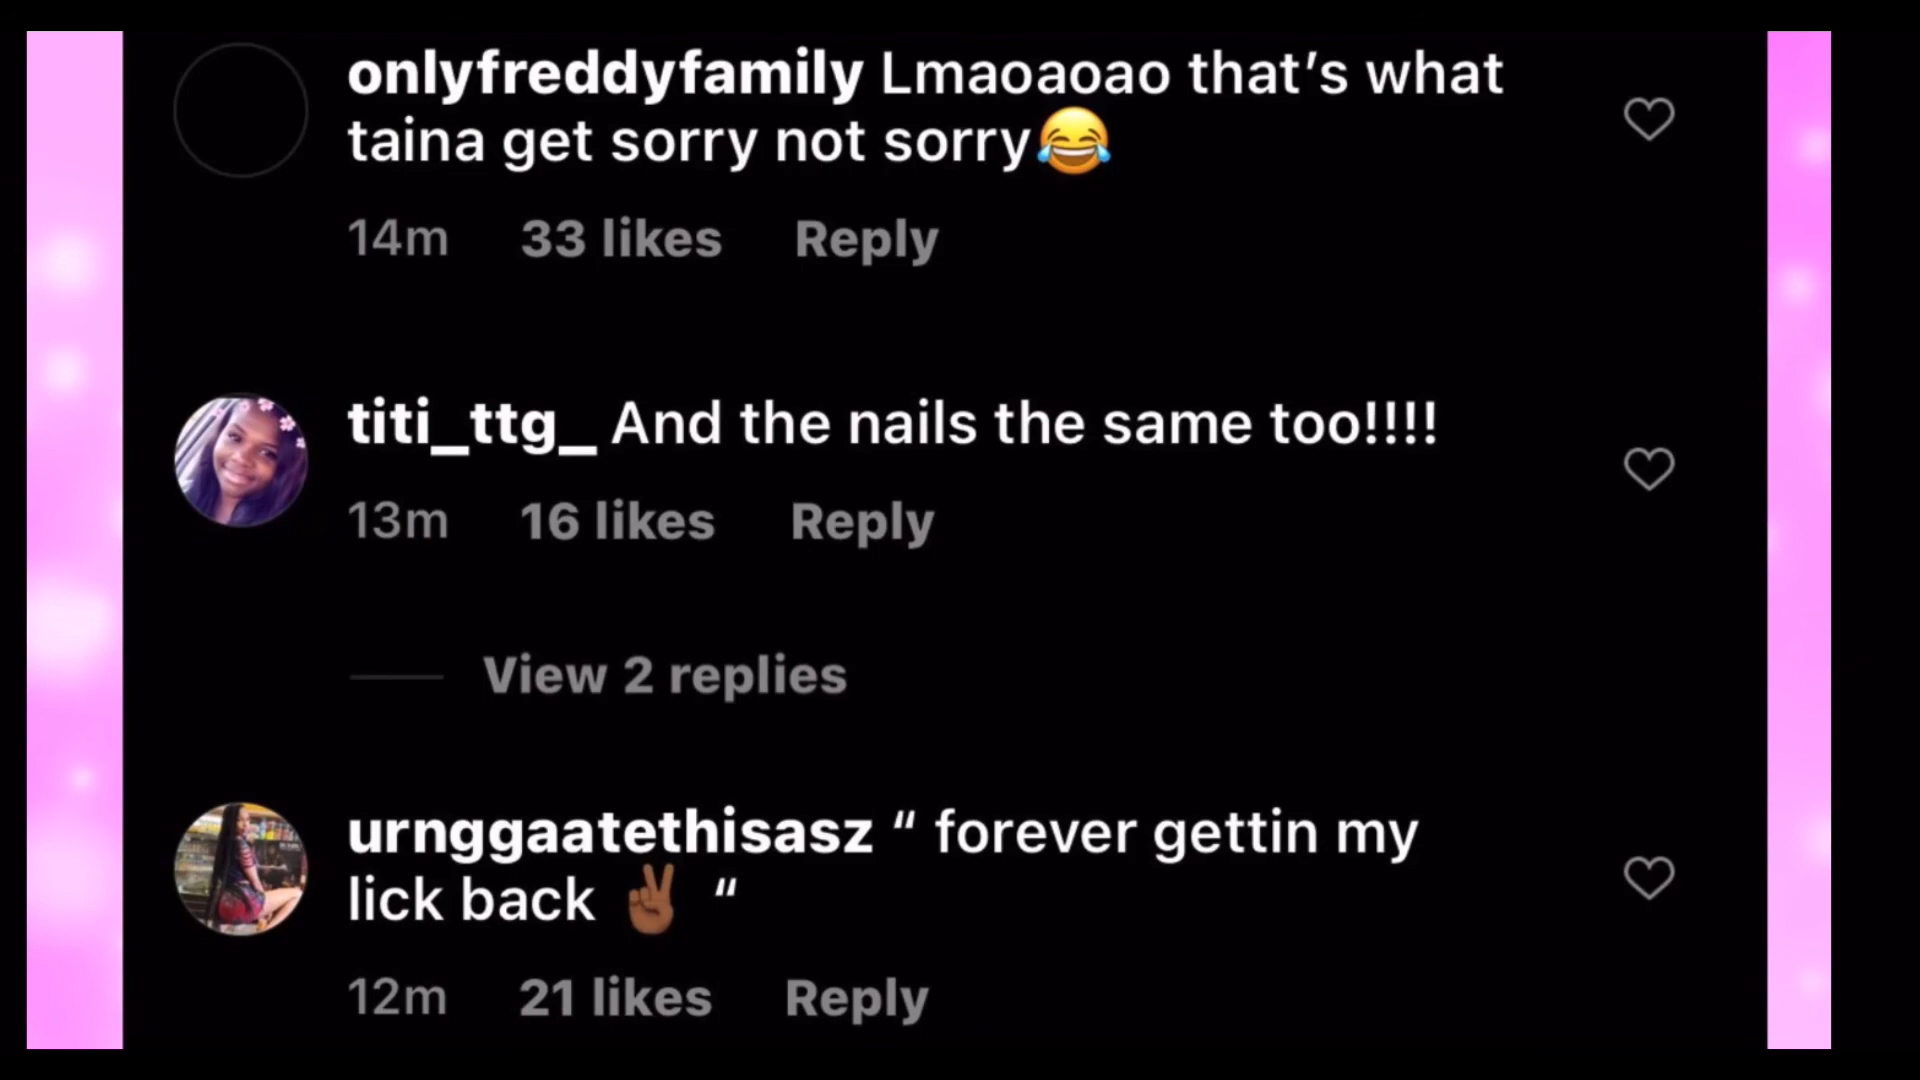 onlyfreddyfamily Lmaoaoao that’s what
taina get sorry not sorry😂
14m 33 likes Reply
titi_ttg_ And the nails the same too!!!!
13m 16 likes Reply
View 2 replies
urnggaatethisasz “ forever gettin my
lick back ✌🏾 “
12m 21 likes Reply